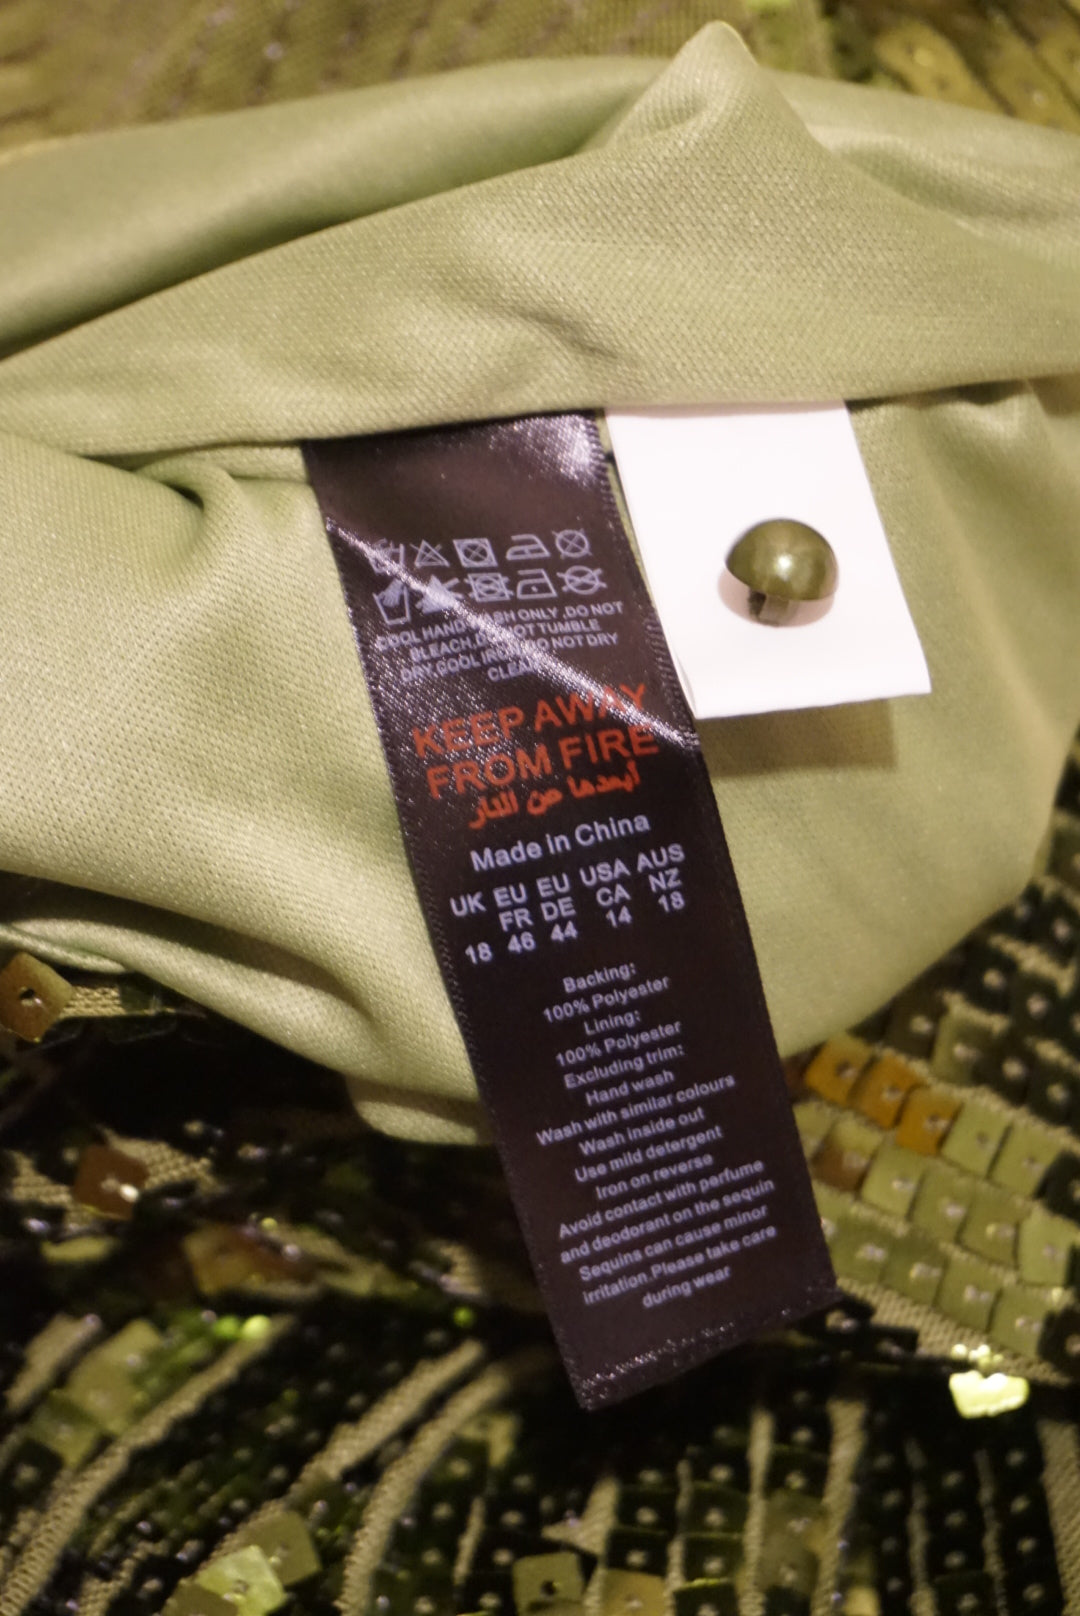 COOL HAND WASH ONLY ,DO NOT
BLEACH,DO NOT TUMBLE
DRY,COOL IRON,DO NOT DRY
CLEAN
KEEP AWAY
FROM FIRE
أبعدها من النار
Made in China
UK EU EU USA AUS
FR DE CA NZ
18 46 44 14 18
Backing:
100% Polyester
Lining:
100% Polyester
Excluding trim:
Hand wash
Wash with similar colours
Wash inside out
Use mild detergent
Iron on reverse
Avoid contact with perfume
and deodorant on the sequin
Sequins can cause minor
irritation.Please take care
during wear